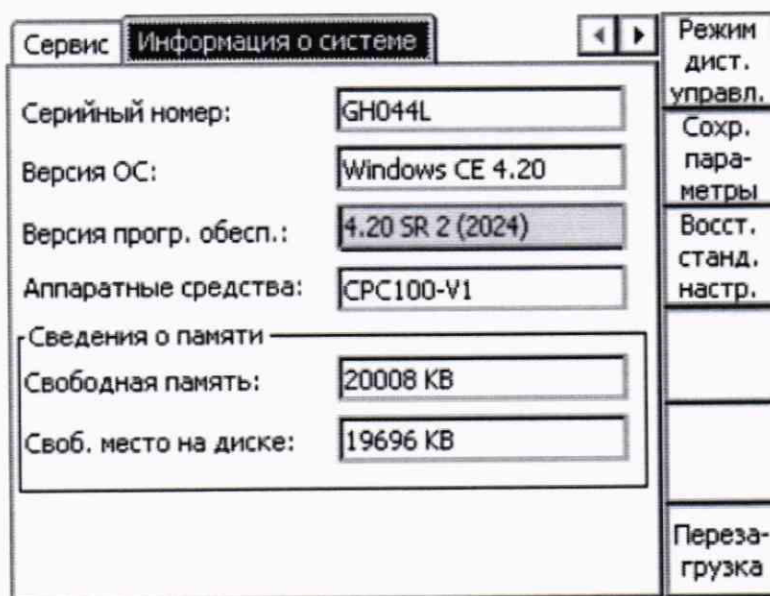 Сервис
Информация о системе
Серийный номер:
GH044L
Версия ОС:
Windows CE 4.20
Версия прогр. обесп.:
4.20 SR 2 (2024)
Аппаратные средства:
CPC100-V1
Сведения о памяти
Свободная память:
20008 KB
Своб. место на диске:
19696 KB
Режим
дист.
управл.
Сохр.
пара-
метры
Восст.
станд.
настр.
Переза-
грузка